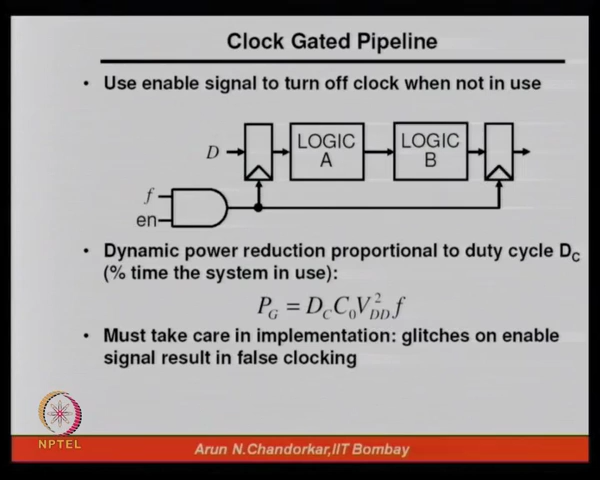 Clock Gated Pipeline
• Use enable signal to turn off clock when not in use
D
LOGIC A
LOGIC B
f
en
• Dynamic power reduction proportional to duty cycle D_C
(% time the system in use):
P_G = D_C C_0 V_DD^2 f
• Must take care in implementation: glitches on enable
signal result in false clocking
NPTEL
Arun N.Chandorkar,IIT Bombay